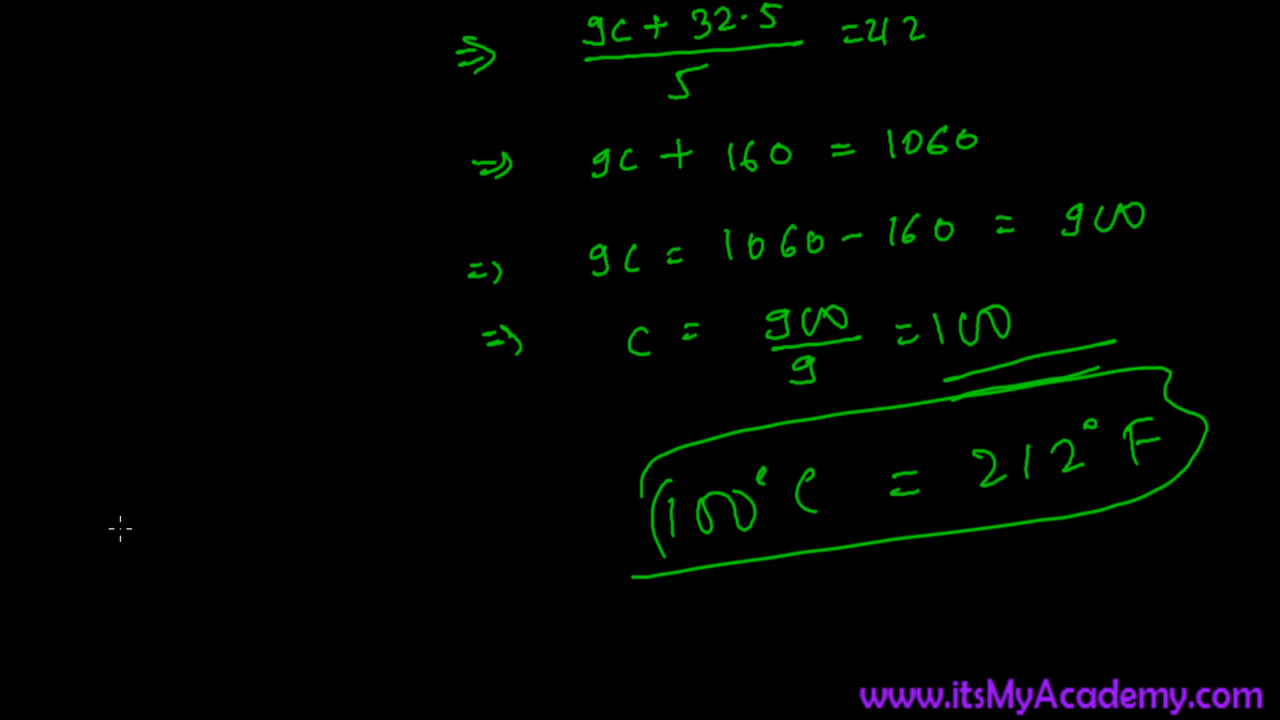 ⇒ 9C + 32·5 / 5 = 212
⇒ 9C + 160 = 1060
⇒ 9C = 1060 - 160 = 900
⇒ C = 900 / 9 = 100
100°C = 212°F
www.itsMyAcademy.com